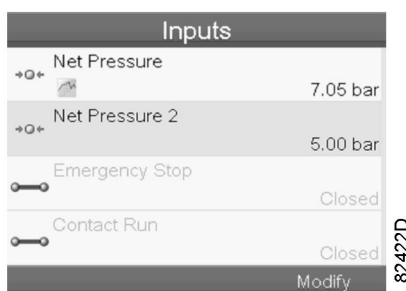 Inputs
Net Pressure
7.05 bar
Net Pressure 2
5.00 bar
Emergency Stop
Closed
Contact Run
Closed
Modify
82422D